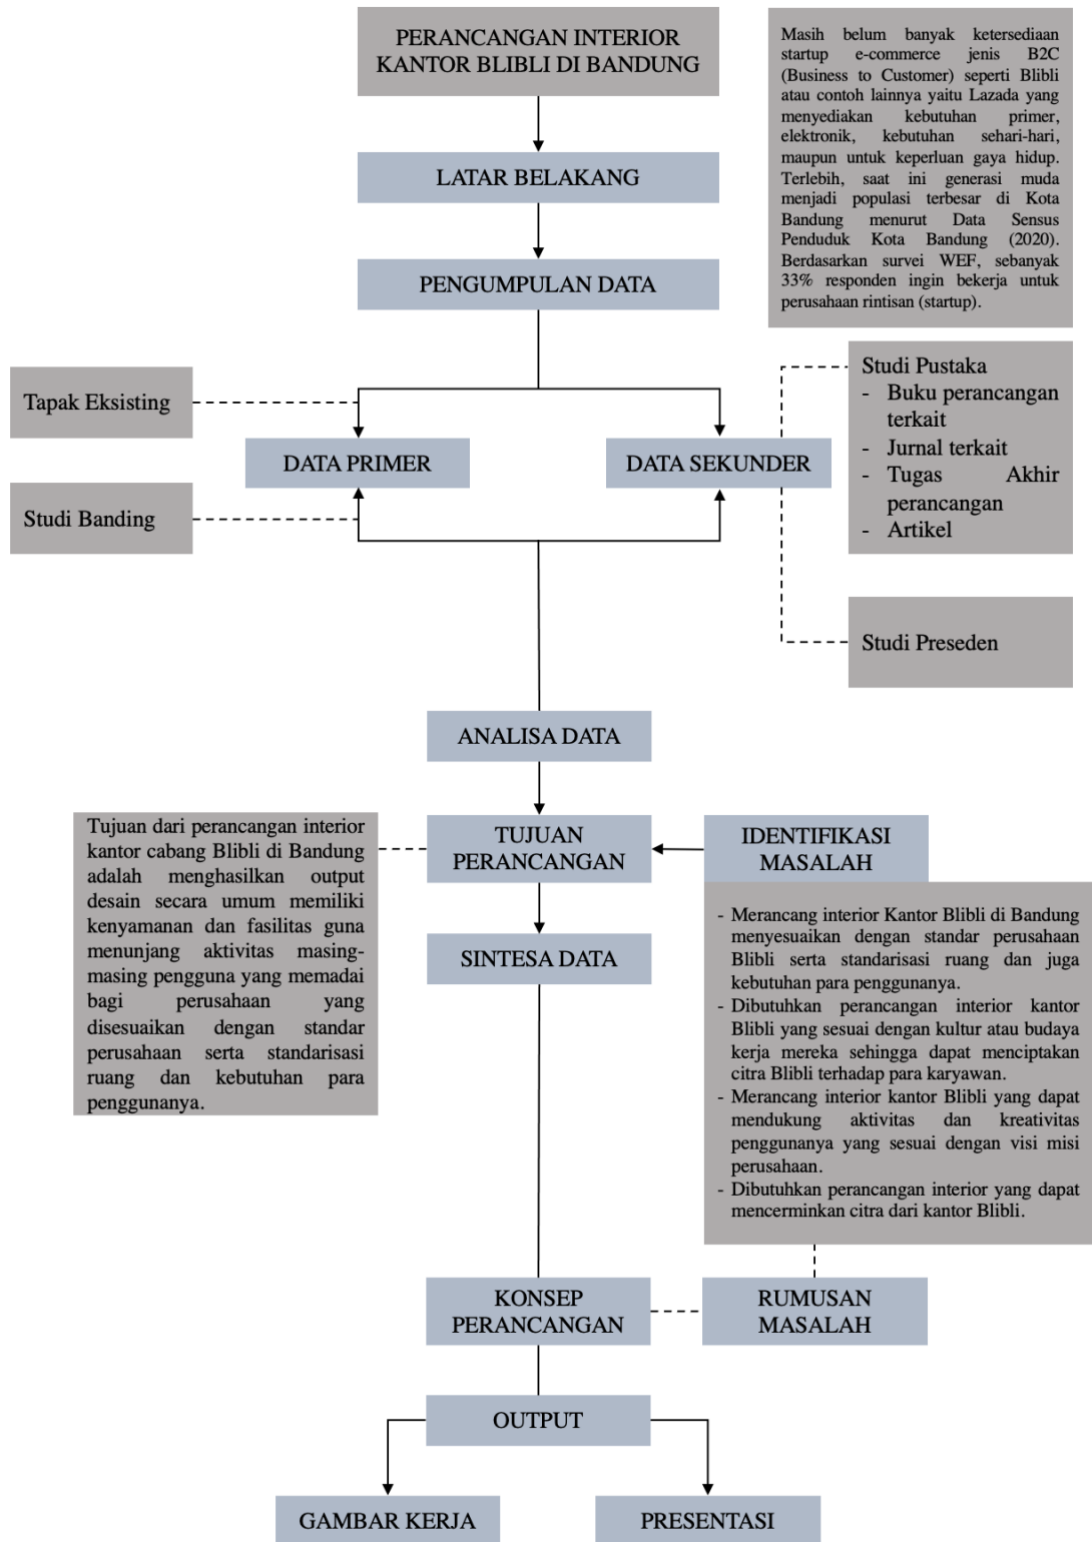 PERANCANGAN INTERIOR
KANTOR BLIBLI DI BANDUNG
Masih belum banyak ketersediaan
startup e-commerce jenis B2C
(Business to Customer) seperti Blibli
atau contoh lainnya yaitu Lazada yang
menyediakan kebutuhan primer,
elektronik, kebutuhan sehari-hari,
maupun untuk keperluan gaya hidup.
Terlebih, saat ini generasi muda
menjadi populasi terbesar di Kota
Bandung menurut Data Sensus
Penduduk Kota Bandung (2020).
Berdasarkan survei WEF, sebanyak
33% responden ingin bekerja untuk
perusahaan rintisan (startup).
LATAR BELAKANG
PENGUMPULAN DATA
Tapak Eksisting
Studi Banding
DATA PRIMER
DATA SEKUNDER
Studi Pustaka
- Buku perancangan
terkait
- Jurnal terkait
- Tugas Akhir
perancangan
- Artikel
Studi Preseden
ANALISA DATA
TUJUAN
PERANCANGAN
IDENTIFIKASI
MASALAH
Tujuan dari perancangan interior
kantor cabang Blibli di Bandung
adalah menghasilkan output
desain secara umum memiliki
kenyamanan dan fasilitas guna
menunjang aktivitas masing-
masing pengguna yang memadai
bagi perusahaan yang
disesuaikan dengan standar
perusahaan serta standarisasi
ruang dan kebutuhan para
penggunanya.
SINTESA DATA
- Merancang interior Kantor Blibli di Bandung
menyesuaikan dengan standar perusahaan
Blibli serta standarisasi ruang dan juga
kebutuhan para penggunanya.
- Dibutuhkan perancangan interior kantor
Blibli yang sesuai dengan kultur atau budaya
kerja mereka sehingga dapat menciptakan
citra Blibli terhadap para karyawan.
- Merancang interior kantor Blibli yang dapat
mendukung aktivitas dan kreativitas
penggunanya yang sesuai dengan visi misi
perusahaan.
- Dibutuhkan perancangan interior yang dapat
mencerminkan citra dari kantor Blibli.
KONSEP
PERANCANGAN
RUMUSAN
MASALAH
OUTPUT
GAMBAR KERJA
PRESENTASI